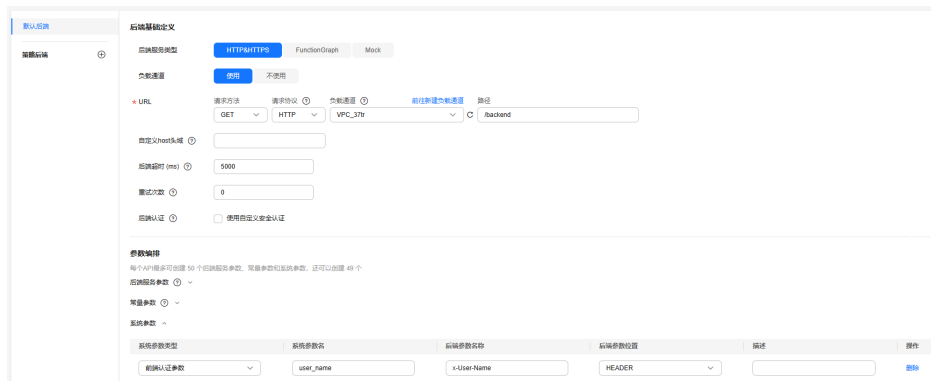 默认后端
策略后端
后端基础定义
后端服务类型 HTTP&HTTPS FunctionGraph Mock
负载通道 使用 不使用
* URL 请求方法 请求协议 负载通道 前往新建负载通道 路径
GET HTTP VPC_37tr /backend
自定义host头域
后端超时 (ms) 5000
重试次数 0
后端认证 使用自定义安全认证
参数编排
每个API最多可创建 50 个后端服务参数、常量参数和系统参数，还可以创建 49 个
后端服务参数
常量参数
系统参数
系统参数类型 系统参数名 后端参数名称 后端参数位置 描述 操作
前端认证参数 user_name x-User-Name HEADER 删除